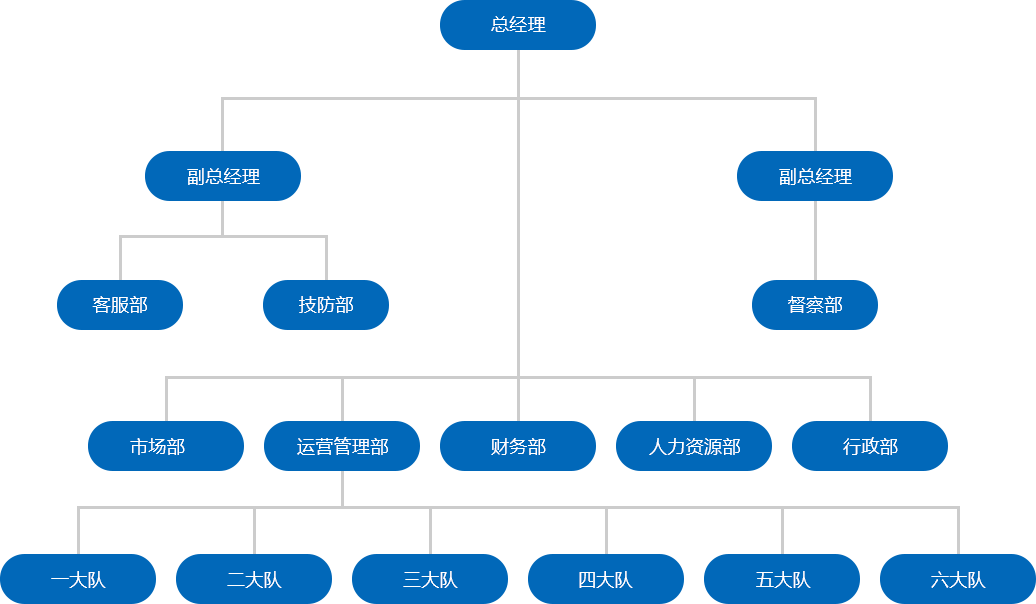 总经理
副总经理
副总经理
客服部
技防部
督察部
市场部
运营管理部
财务部
人力资源部
行政部
一大队
二大队
三大队
四大队
五大队
六大队